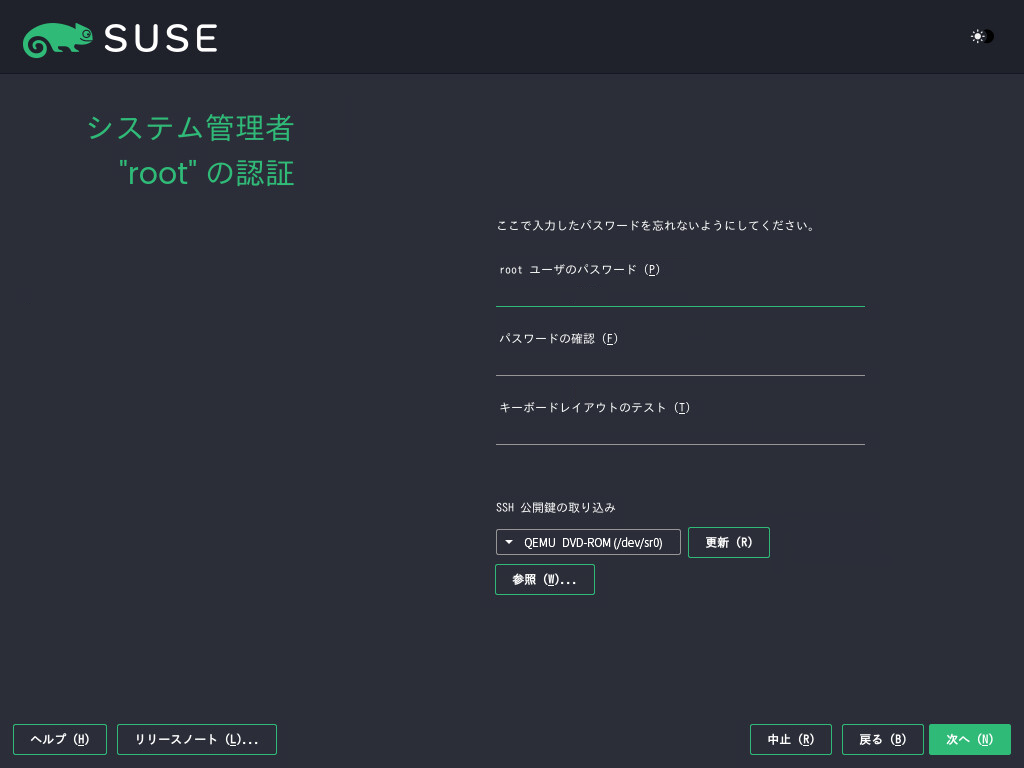 SUSE
システム管理者
"root" の認証
ここで入力したパスワードを忘れないようにしてください。
root ユーザのパスワード (P)
パスワードの確認 (F)
キーボードレイアウトのテスト (T)
SSH 公開鍵の取り込み
QEMU DVD-ROM (/dev/sr0)
更新 (R)
参照 (W)...
ヘルプ (H)
リリースノート (L)...
中止 (R)
戻る (B)
次へ (N)